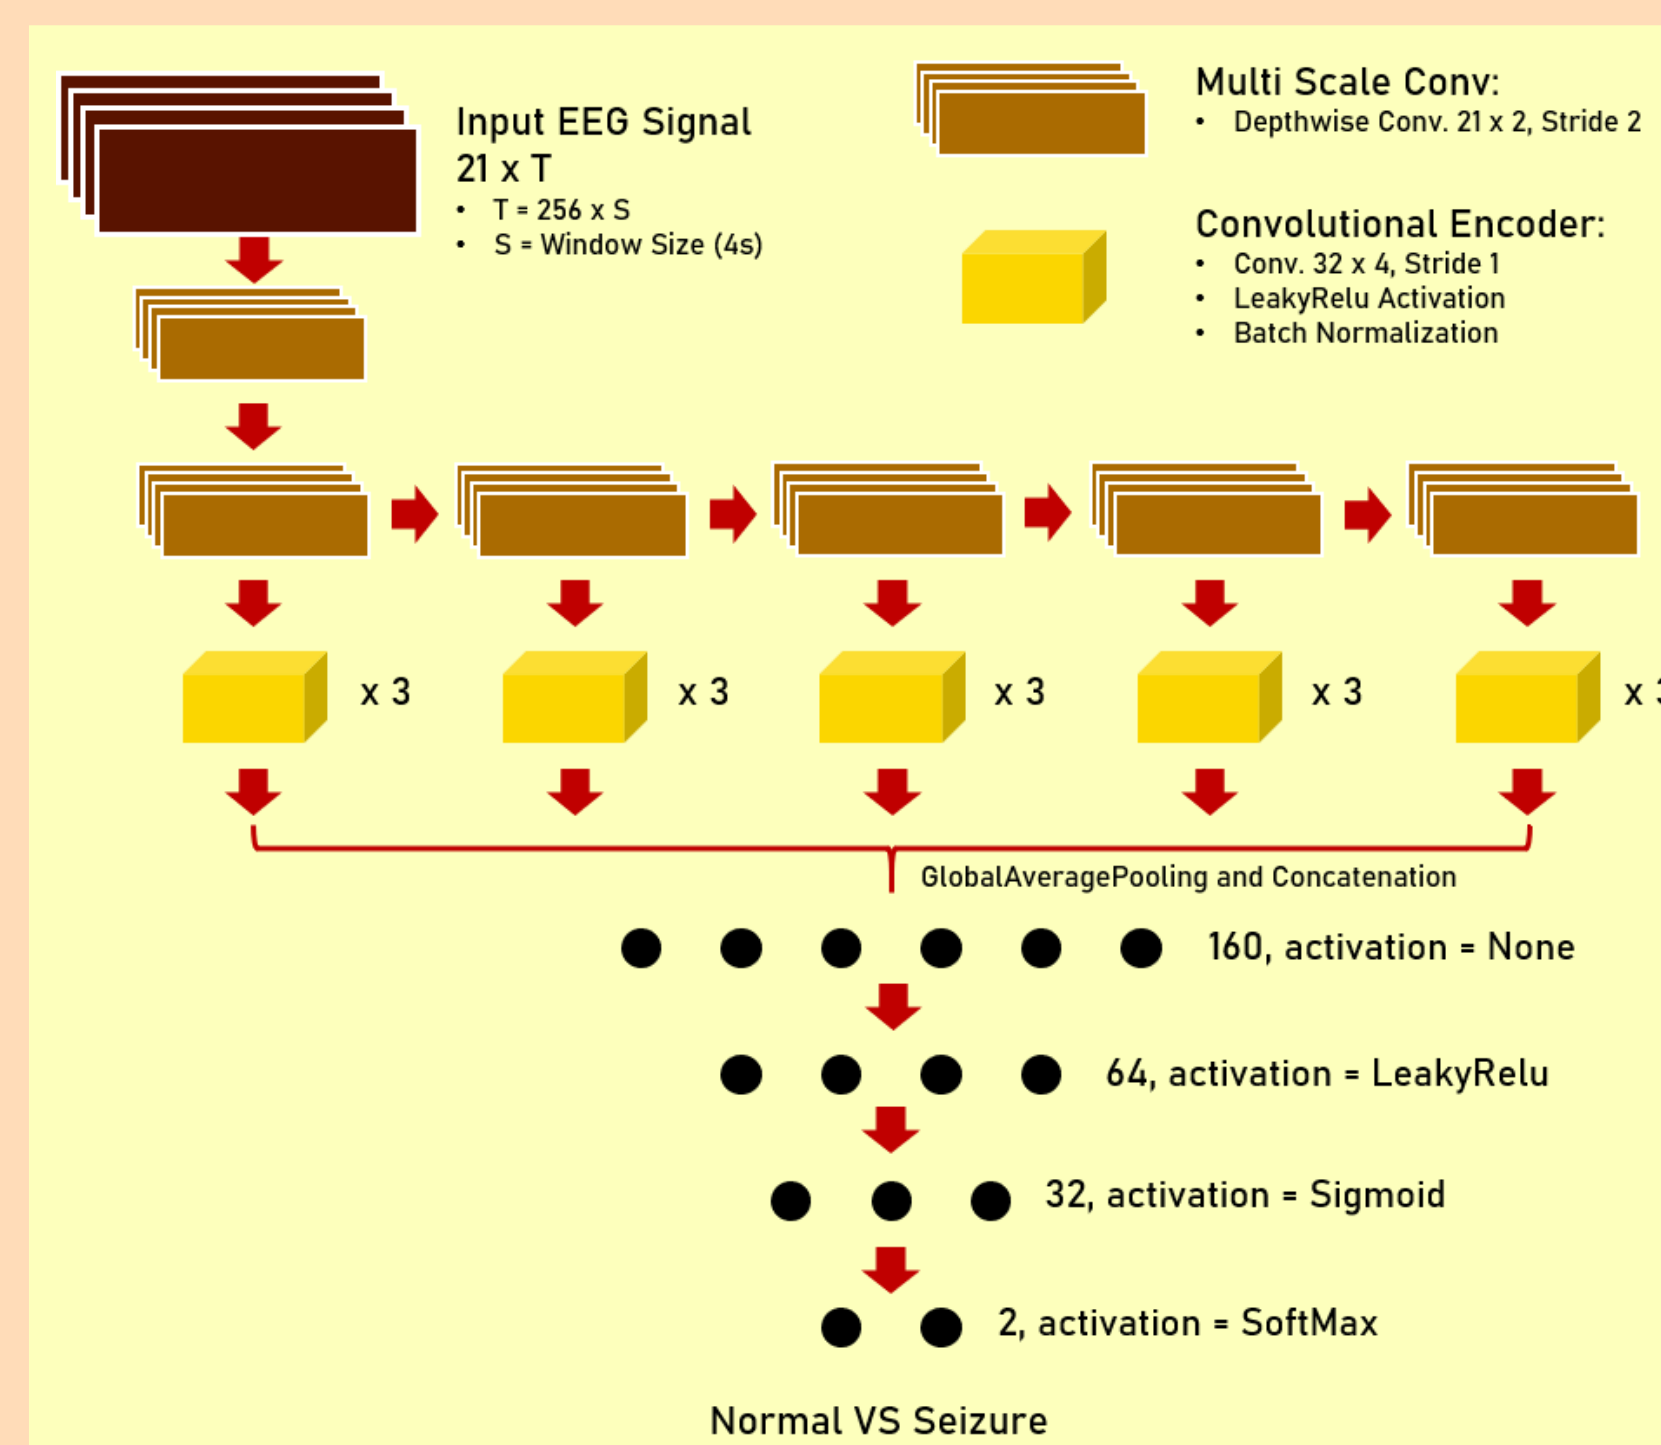 Input EEG Signal
21 x T
• T = 256 x S
• S = Window Size (4s)
Multi Scale Conv:
• Depthwise Conv. 21 x 2, Stride 2
Convolutional Encoder:
• Conv. 32 x 4, Stride 1
• LeakyRelu Activation
• Batch Normalization
x 3 x 3 x 3 x 3 x
GlobalAveragePooling and Concatenation
160, activation = None
64, activation = LeakyRelu
32, activation = Sigmoid
2, activation = SoftMax
Normal VS Seizure